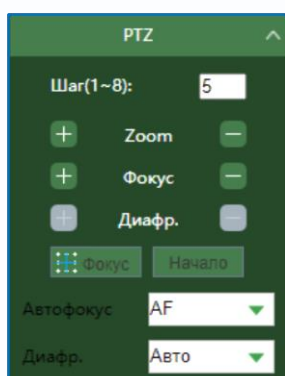 PTZ
Шаг(1~8): 5
Zoom
Фокус
Диафр.
Фокус Начало
Автофокус AF
Диафр. Авто